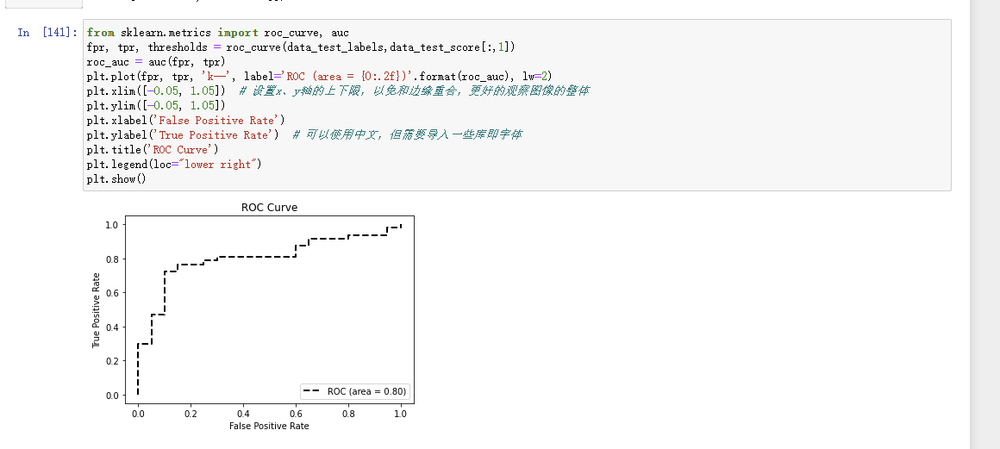 In [141]:
from sklearn.metrics import roc_curve, auc
fpr, tpr, thresholds = roc_curve(data_test_labels,data_test_score[:,1])
roc_auc = auc(fpr, tpr)
plt.plot(fpr, tpr, 'k--', label='ROC (area = {0:.2f})'.format(roc_auc), lw=2)
plt.xlim([-0.05, 1.05])  # 设置x、y轴的上下限，以免和边缘重合，更好的观察图像的整体
plt.ylim([-0.05, 1.05])
plt.xlabel('False Positive Rate')
plt.ylabel('True Positive Rate')  # 可以使用中文，但需要导入一些库即字体
plt.title('ROC Curve')
plt.legend(loc="lower right")
plt.show()
ROC Curve
True Positive Rate
1.0
0.8
0.6
0.4
0.2
0.0
ROC (area = 0.80)
0.0 0.2 0.4 0.6 0.8 1.0
False Positive Rate